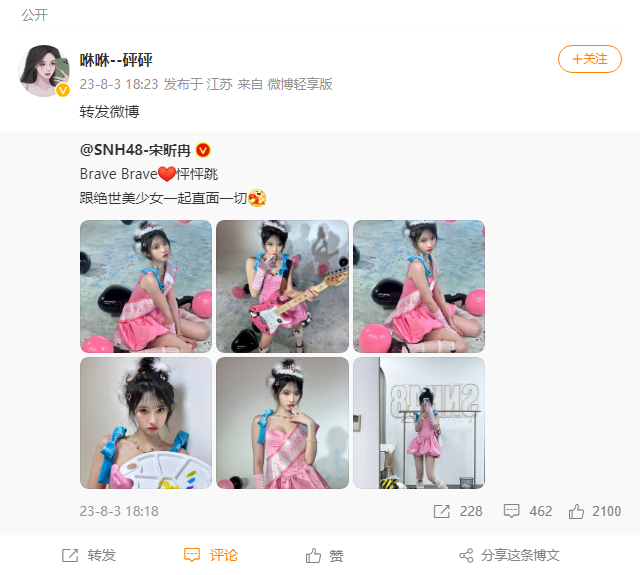 公开
咻咻--砰砰
+关注
23-8-3 18:23 发布于 江苏 来自 微博轻享版
转发微博
@SNH48-宋昕冉
Brave Brave❤怦怦跳
跟绝世美少女一起直面一切
SNH48
23-8-3 18:18
228
462
2100
转发
评论
赞
分享这条博文